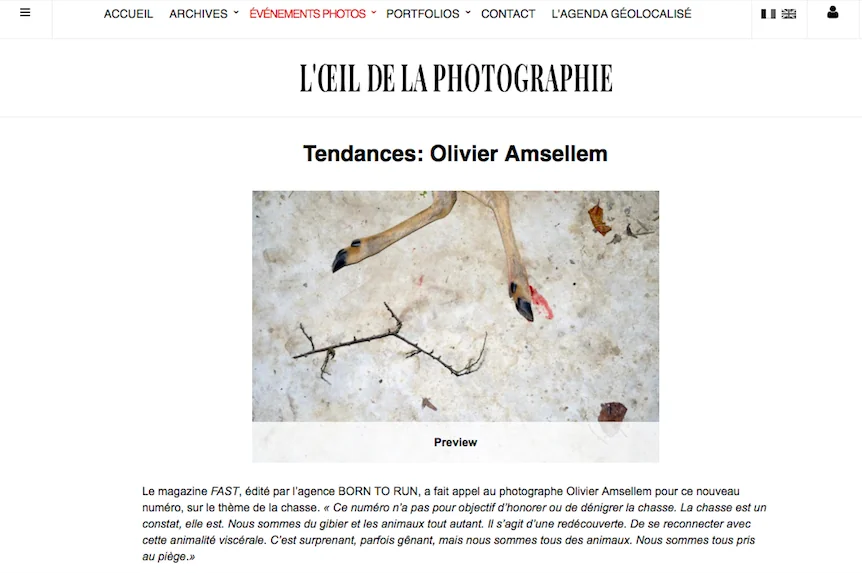 ACCUEIL ARCHIVES ÉVÉNEMENTS PHOTOS PORTFOLIOS CONTACT L'AGENDA GÉOLOCALISÉ
L'ŒIL DE LA PHOTOGRAPHIE
Tendances: Olivier Amsellem
Preview
Le magazine FAST, édité par l'agence BORN TO RUN, a fait appel au photographe Olivier Amsellem pour ce nouveau
numéro, sur le thème de la chasse. « Ce numéro n'a pas pour objectif d'honorer ou de dénigrer la chasse. La chasse est un
constat, elle est. Nous sommes du gibier et les animaux tout autant. Il s'agit d'une redécouverte. De se reconnecter avec
cette animalité viscérale. C'est surprenant, parfois gênant, mais nous sommes tous des animaux. Nous sommes tous pris
au piège.»